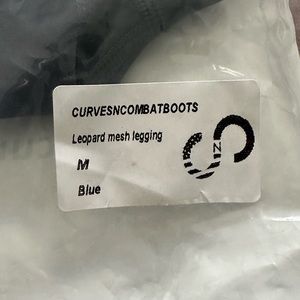 CURVESNCOMBATBOOTS
Leopard mesh legging
M
Blue
N